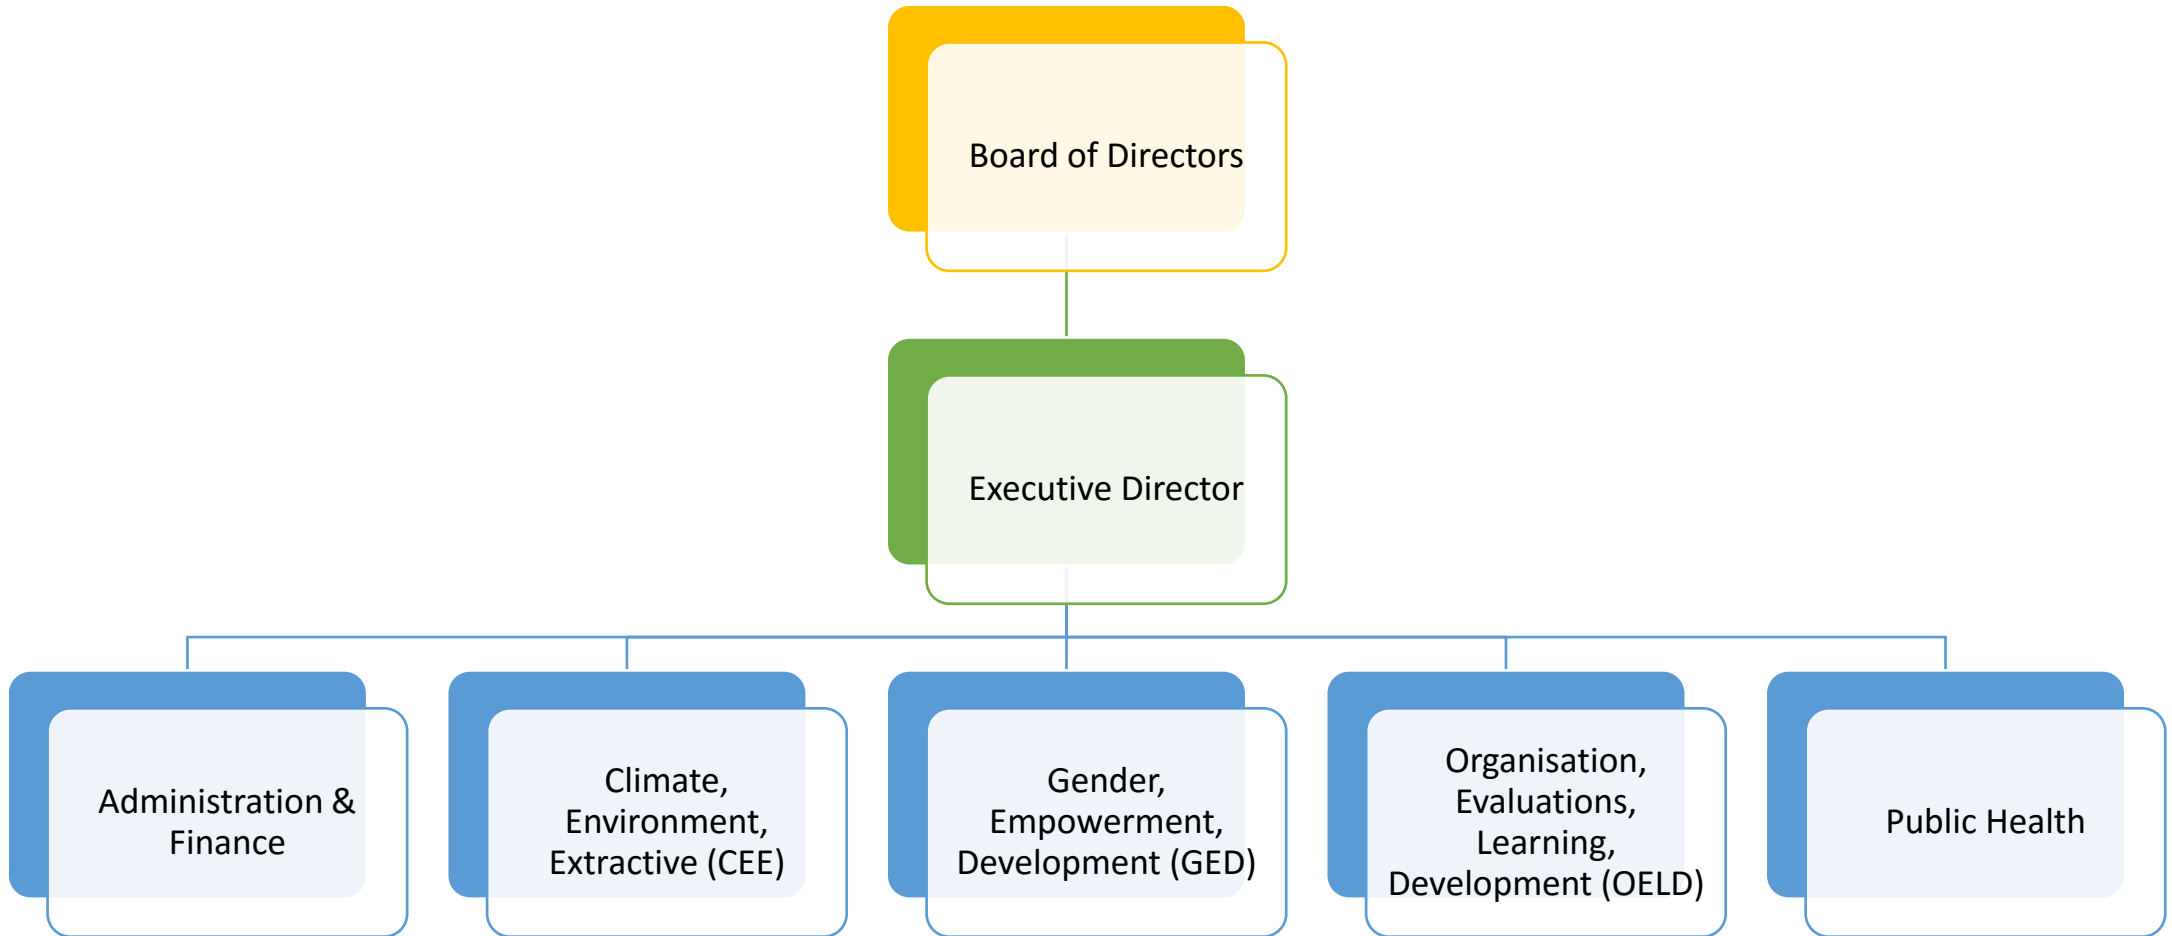 Board of Directors
Executive Director
Administration &
Finance
Climate,
Environment,
Extractive (CEE)
Gender,
Empowerment,
Development (GED)
Organisation,
Evaluations,
Learning,
Development (OELD)
Public Health